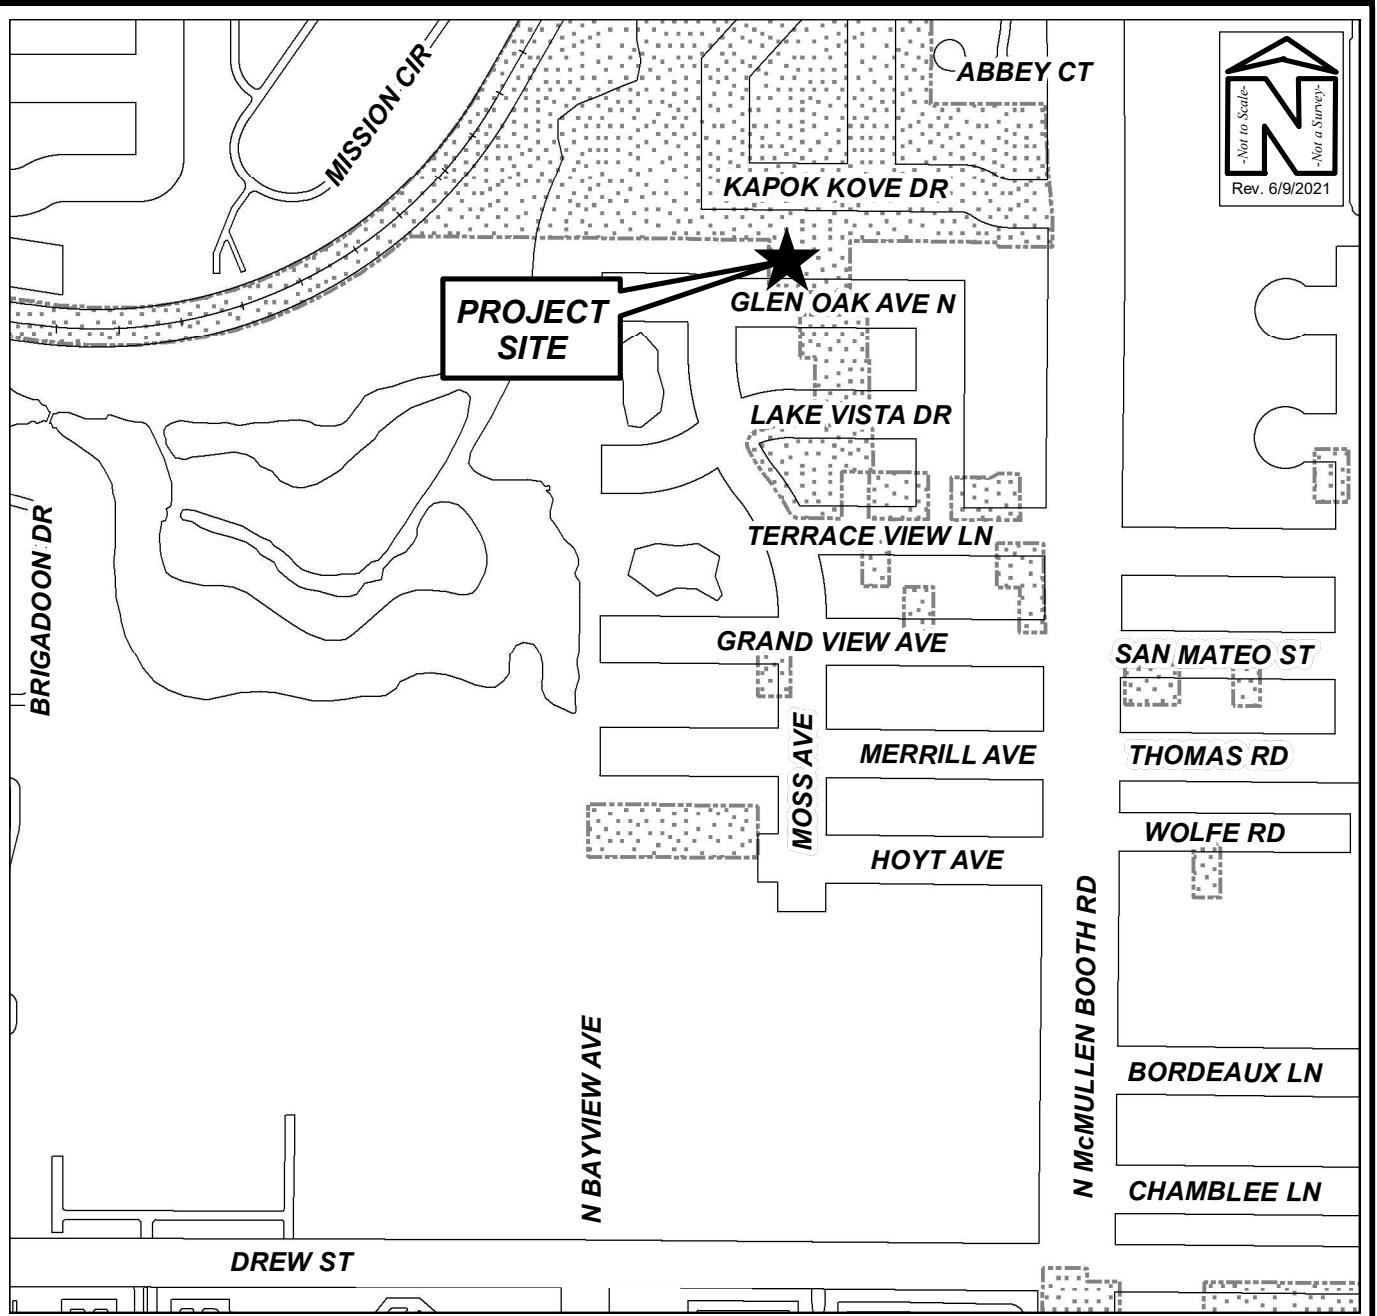 MISSION CIR
ABBEY CT
-Not to Scale-
N
-Not a Survey-
Rev. 6/9/2021
KAPOK KOVE DR
PROJECT
SITE
GLEN OAK AVE N
LAKE VISTA DR
BRIGADOON DR
TERRACE VIEW LN
GRAND VIEW AVE
SAN MATEO ST
MOSS AVE
MERRILL AVE
THOMAS RD
WOLFE RD
HOYT AVE
N McMULLEN BOOTH RD
N BAYVIEW AVE
BORDEAUX LN
CHAMBLEE LN
DREW ST